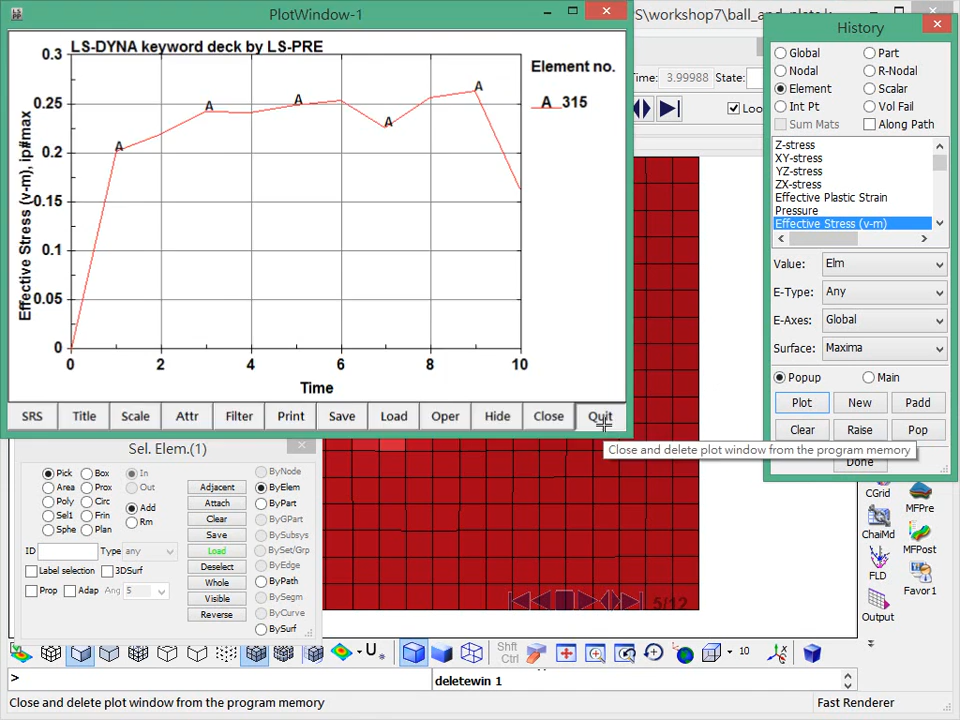 PlotWindow-1
LS-DYNA keyword deck by LS-PRE
Element no.
A 315
Effective Stress (v-m), ip#max
0.3
0.25
0.2
0.15
0.1
0.05
0
A
A
A
A
A
0 2 4 6 8 10
Time
SRS Title Scale Attr Filter Print Save Load Oper Hide Close Quit
Close and delete plot window from the program memory
S\workshop7\ball_and_plate.k
Time: 3.99988 State:
Loo
History
Global Part
Nodal R-Nodal
Element Scalar
Int Pt Vol Fail
Sum Mats Along Path
Z-stress
XY-stress
YZ-stress
ZX-stress
Effective Plastic Strain
Pressure
Effective Stress (v-m)
Value: Elm
E-Type: Any
E-Axes: Global
Surface: Maxima
Popup Main
Plot New Padd
Clear Raise Pop
Done
Sel. Elem.(1)
Pick Box In
Area Prox Out
Poly Circ
Sel1 Frin Add
Sphe Plan Rm
ID Type any
Label selection 3DSurf
Prop Adap Ang 5
Adjacent
Attach
Clear
Save
Load
Deselect
Whole
Visible
Reverse
ByNode
ByElem
ByPart
ByGPart
BySubsys
BySet/Grp
ByEdge
ByPath
BySegm
ByCurve
BySurf
5/12
CGrid
ChaiMd
FLD
Output
MFPre
MFPost
Favor1
Shft
Ctrl
10
>
deletewin 1
Close and delete plot window from the program memory
Fast Renderer